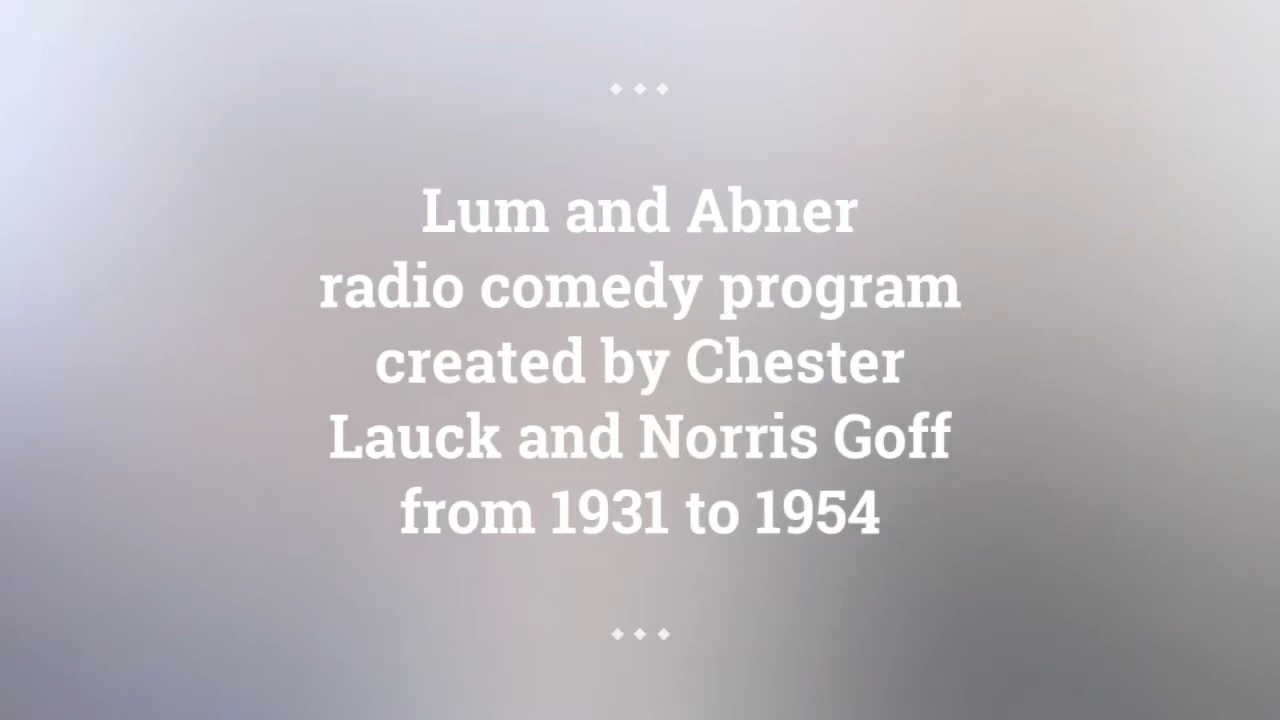 Lum and Abner
radio comedy program
created by Chester
Lauck and Norris Goff
from 1931 to 1954